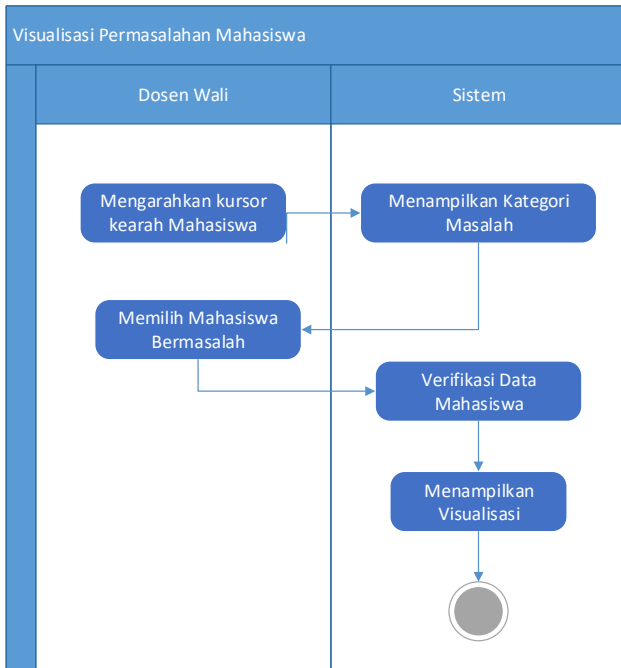 Visualisasi Permasalahan Mahasiswa
Dosen Wali
Sistem
Mengarahkan kursor
kearah Mahasiswa
Menampilkan Kategori
Masalah
Memilih Mahasiswa
Bermasalah
Verifikasi Data
Mahasiswa
Menampilkan
Visualisasi